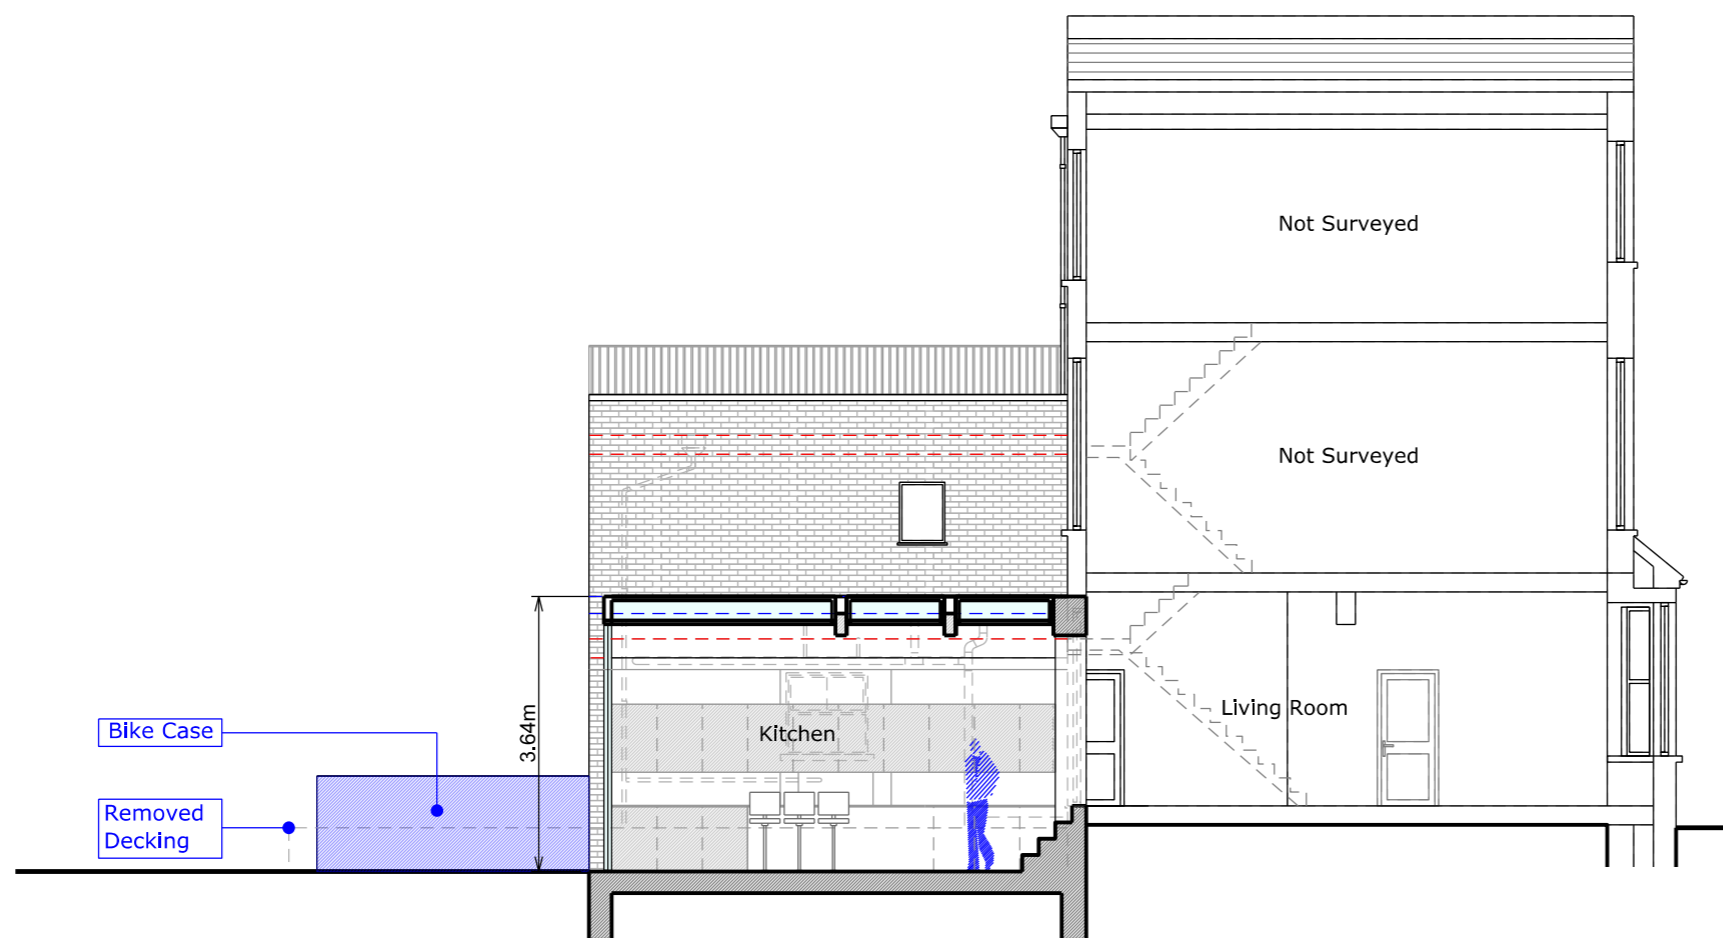 Not Surveyed
Not Surveyed
Living Room
Kitchen
3.64m
Bike Case
Removed
Decking